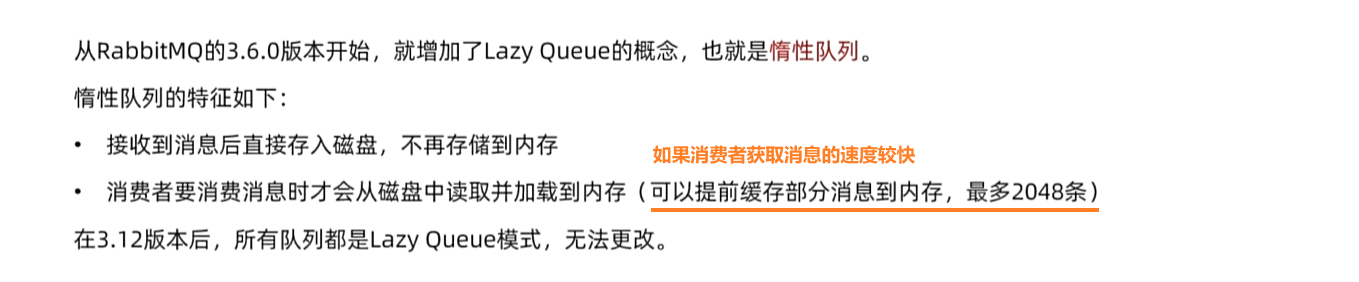 从RabbitMQ的3.6.0版本开始，就增加了Lazy Queue的概念，也就是惰性队列。
惰性队列的特征如下：
• 接收到消息后直接存入磁盘，不再存储到内存
如果消费者获取消息的速度较快
• 消费者要消费消息时才会从磁盘中读取并加载到内存（可以提前缓存部分消息到内存，最多2048条）
在3.12版本后，所有队列都是Lazy Queue模式，无法更改。